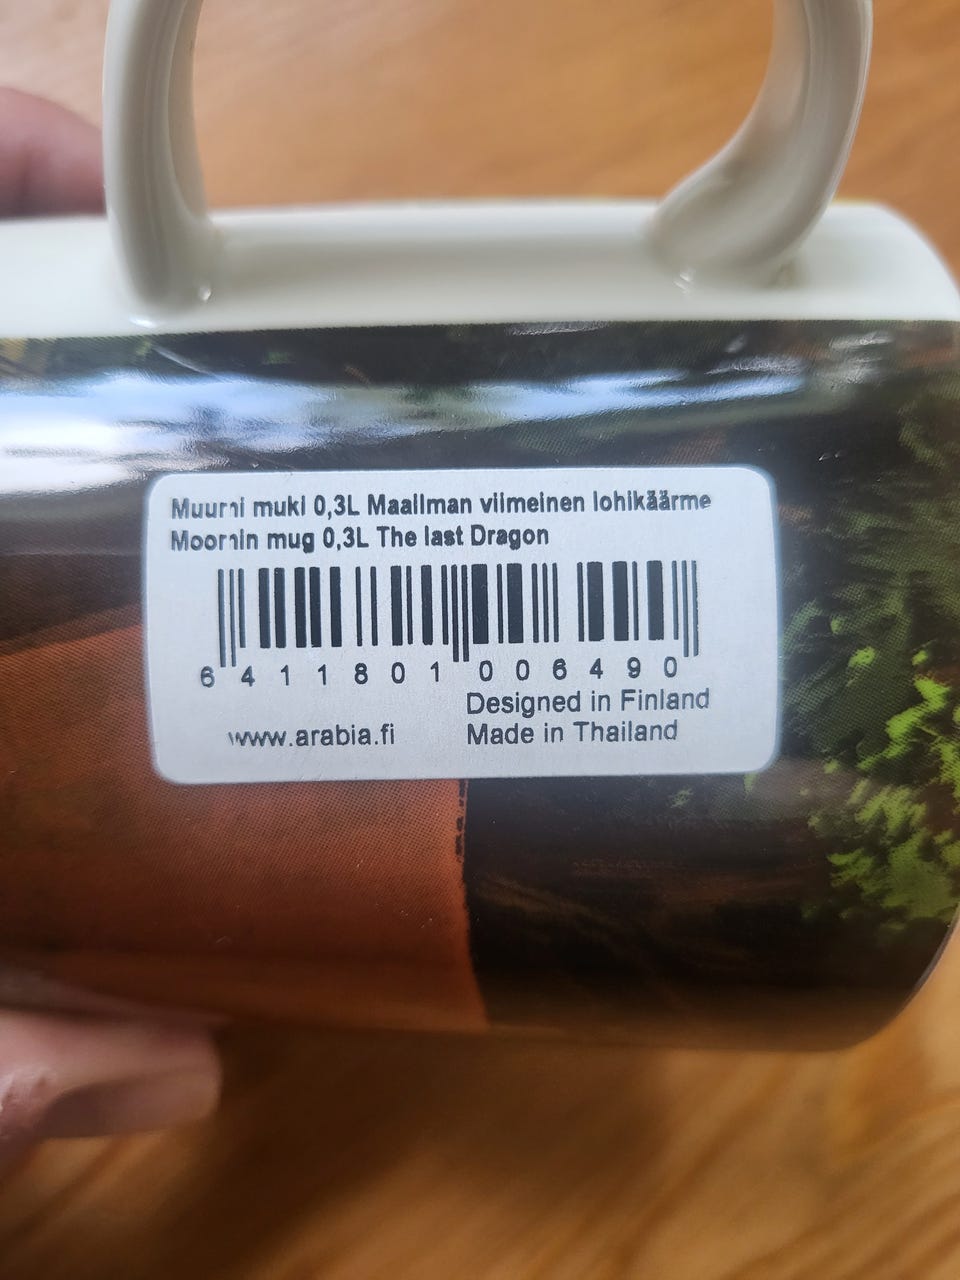 Muumi muki 0,3L Maailman viimeinen lohikäärme
Moomin mug 0,3L The last Dragon
6 411801 006490
Designed in Finland
www.arabia.fi Made in Thailand